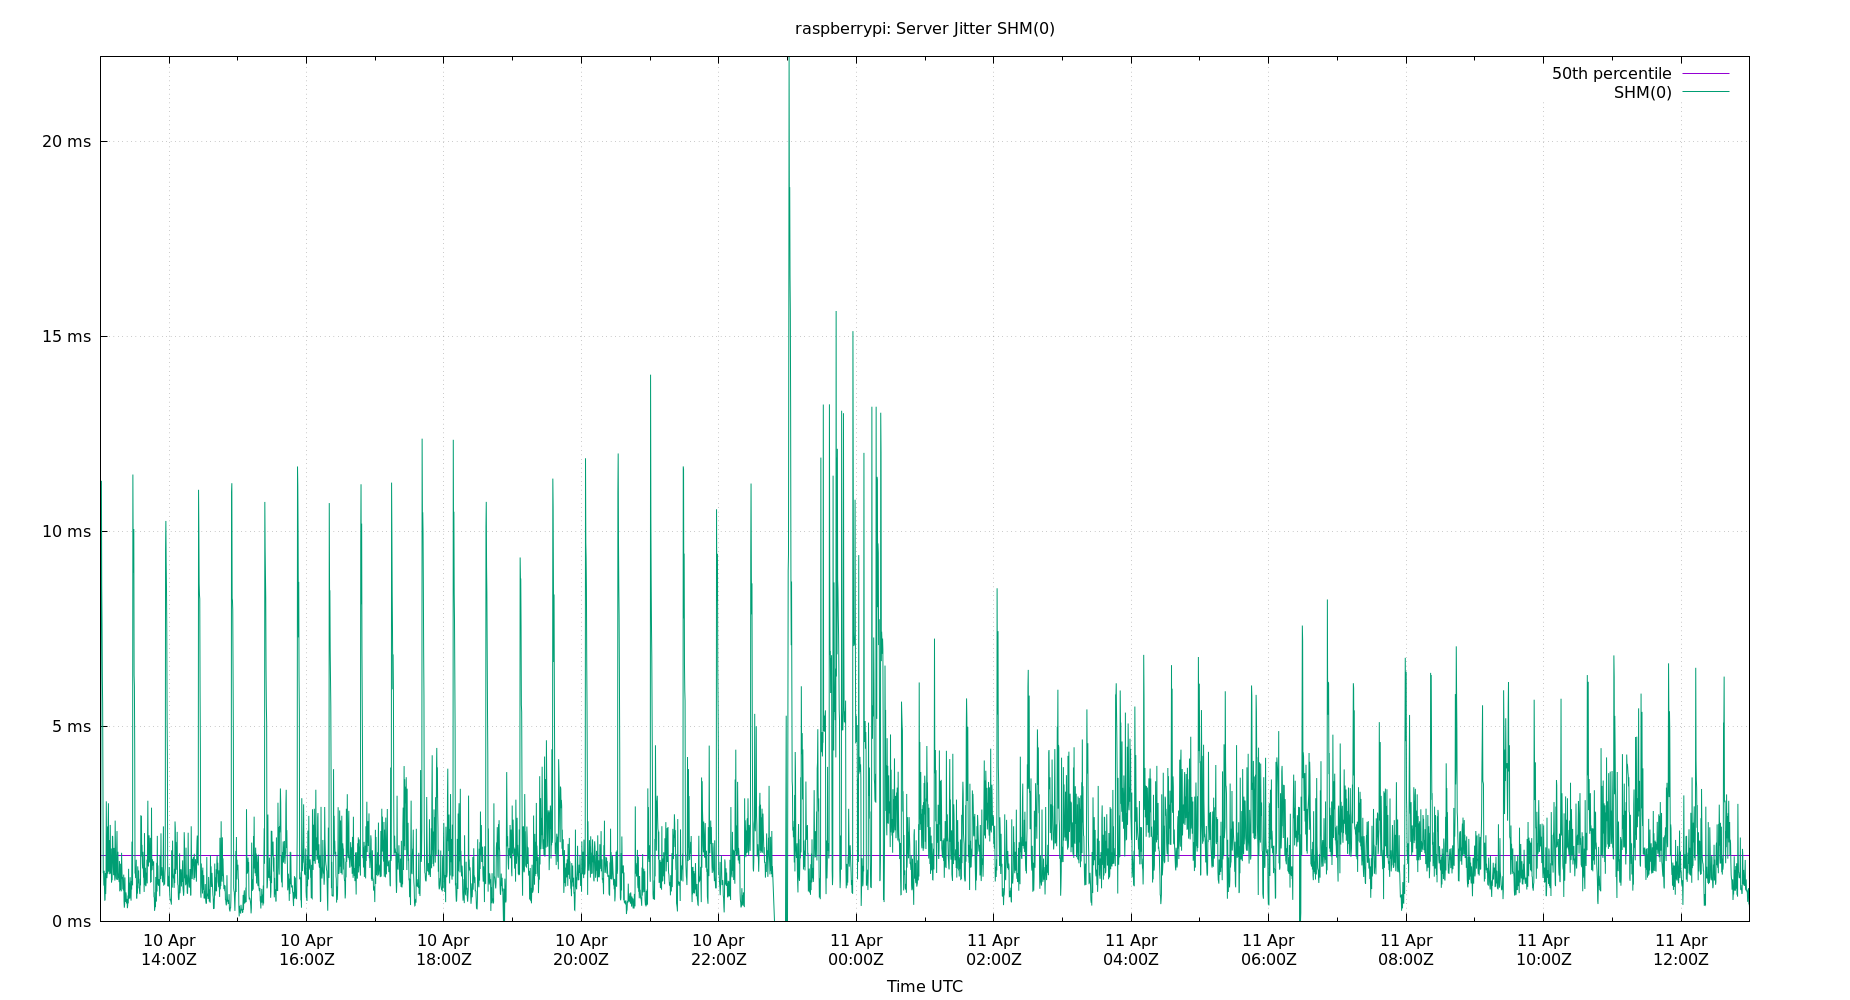 raspberrypi: Server Jitter SHM(0)
50th percentile
SHM(0)
20 ms
15 ms
10 ms
5 ms
0 ms
10 Apr 10 Apr 10 Apr 10 Apr 10 Apr 11 Apr 11 Apr 11 Apr 11 Apr 11 Apr 11 Apr 11 Apr
14:00Z 16:00Z 18:00Z 20:00Z 22:00Z 00:00Z 02:00Z 04:00Z 06:00Z 08:00Z 10:00Z 12:00Z
Time UTC